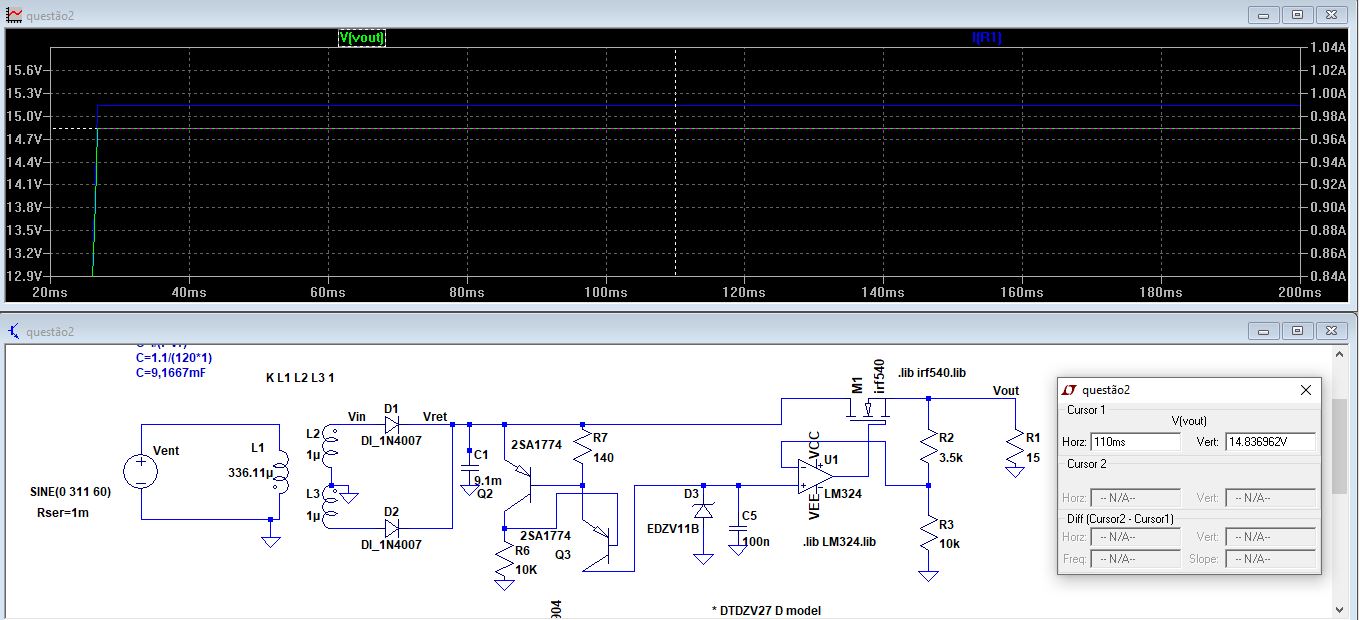 questão2
V(vout) I(R1)
15.6V 1.04A
15.3V 1.02A
15.0V 1.00A
14.7V 0.98A
14.4V 0.96A
14.1V 0.94A
13.8V 0.92A
13.5V 0.90A
13.2V 0.88A
12.9V 0.86A
0.84A
20ms 40ms 60ms 80ms 100ms 120ms 140ms 160ms 180ms 200ms
questão2
C=1.1/(120*1)
C=9,1667mF
K L1 L2 L3 1
Vent
SINE(0 311 60)
Rser=1m
L1
336.11µ
L2
1µ
L3
1µ
Vin
D1
DI_1N4007
D2
DI_1N4007
Vret
C1
9.1m
Q2
2SA1774
R7
140
2SA1774
Q3
R6
10K
904
D3
EDZV11B
C5
100n
VCC
U1
LM324
VEE
.lib LM324.lib
M1
irf540
.lib irf540.lib
Vout
R2
3.5k
R3
10k
R1
15
* DTDZV27 D model
questão2
Cursor 1
V(vout)
Horz: 110ms Vert: 14.836962V
Cursor 2
Horz: -- N/A-- Vert: -- N/A--
Diff (Cursor2 - Cursor1)
Horz: -- N/A-- Vert: -- N/A--
Freq: -- N/A-- Slope: -- N/A--